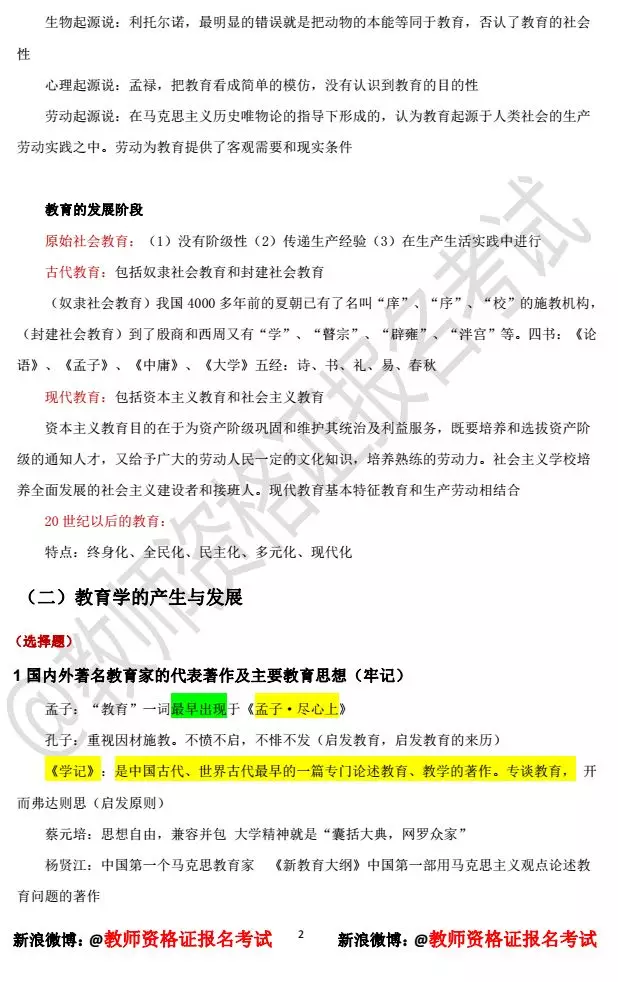 生物起源说：利托尔诺，最明显的错误就是把动物的本能等同于教育，否认了教育的社会
性
心理起源说：孟禄，把教育看成简单的模仿，没有认识到教育的目的性
劳动起源说：在马克思主义历史唯物论的指导下形成的，认为教育起源于人类社会的生产
劳动实践之中。劳动为教育提供了客观需要和现实条件
教育的发展阶段
原始社会教育：（1）没有阶级性（2）传递生产经验（3）在生产生活实践中进行
古代教育：包括奴隶社会教育和封建社会教育
（奴隶社会教育）我国 4000 多年前的夏朝已有了名叫“庠”、“序”、“校”的施教机构，
（封建社会教育）到了殷商和西周又有“学”、“瞽宗”、“辟雍”、“泮宫”等。四书：《论
语》、《孟子》、《中庸》、《大学》五经：诗、书、礼、易、春秋
现代教育：包括资本主义教育和社会主义教育
资本主义教育目的在于为资产阶级巩固和维护其统治及利益服务，既要培养和选拔资产阶
级的通知人才，又给予广大的劳动人民一定的文化知识，培养熟练的劳动力。社会主义学校培
养全面发展的社会主义建设者和接班人。现代教育基本特征教育和生产劳动相结合
20 世纪以后的教育：
特点：终身化、全民化、民主化、多元化、现代化
（二）教育学的产生与发展
（选择题）
1 国内外著名教育家的代表著作及主要教育思想（牢记）
孟子：“教育”一词最早出现于《孟子·尽心上》
孔子：重视因材施教。不愤不启，不悱不发（启发教育，启发教育的来历）
《学记》：是中国古代、世界古代最早的一篇专门论述教育、教学的著作。专谈教育， 开
而弗达则思（启发原则）
蔡元培：思想自由，兼容并包 大学精神就是“囊括大典，网罗众家”
杨贤江：中国第一个马克思教育家 《新教育大纲》中国第一部用马克思主义观点论述教
育问题的著作
新浪微博：@教师资格证报名考试 2 新浪微博：@教师资格证报名考试
@教师资格证报名考试